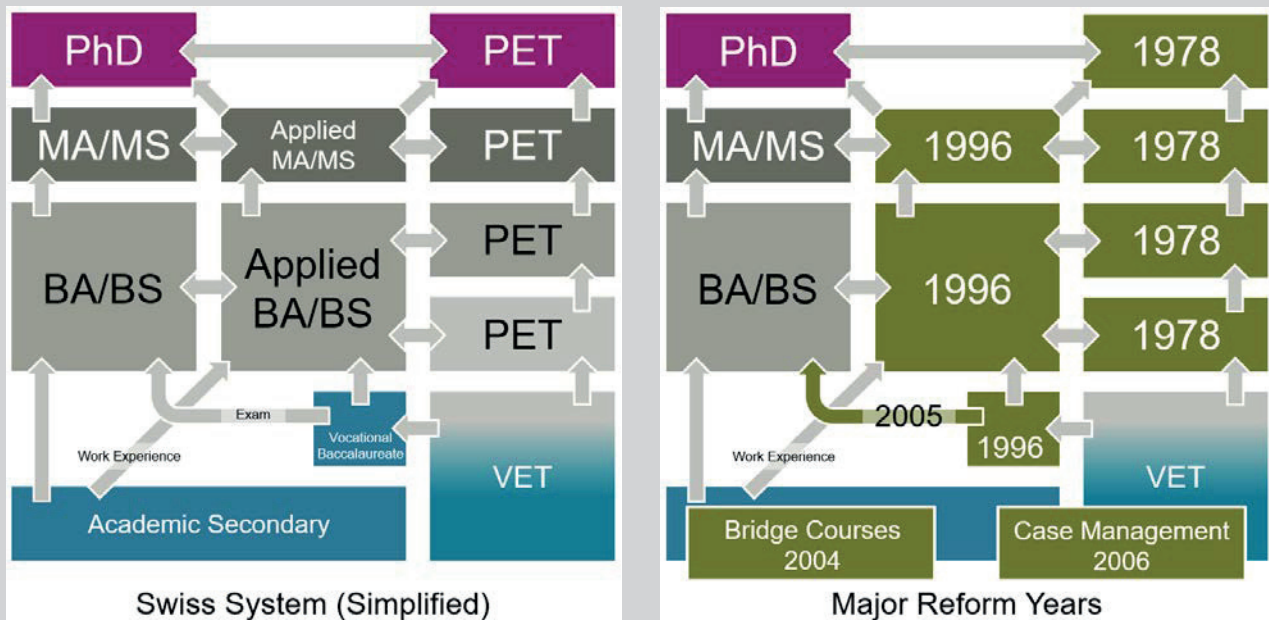 PhD
PET
MA/MS
Applied
MA/MS
PET
BA/BS
Applied
BA/BS
PET
PET
Exam
Vocational
Baccalaureate
Work Experience
VET
Academic Secondary
Swiss System (Simplified)
PhD
1978
MA/MS
1996
1978
BA/BS
1996
1978
1978
2005
1996
Work Experience
VET
Bridge Courses
2004
Case Management
2006
Major Reform Years